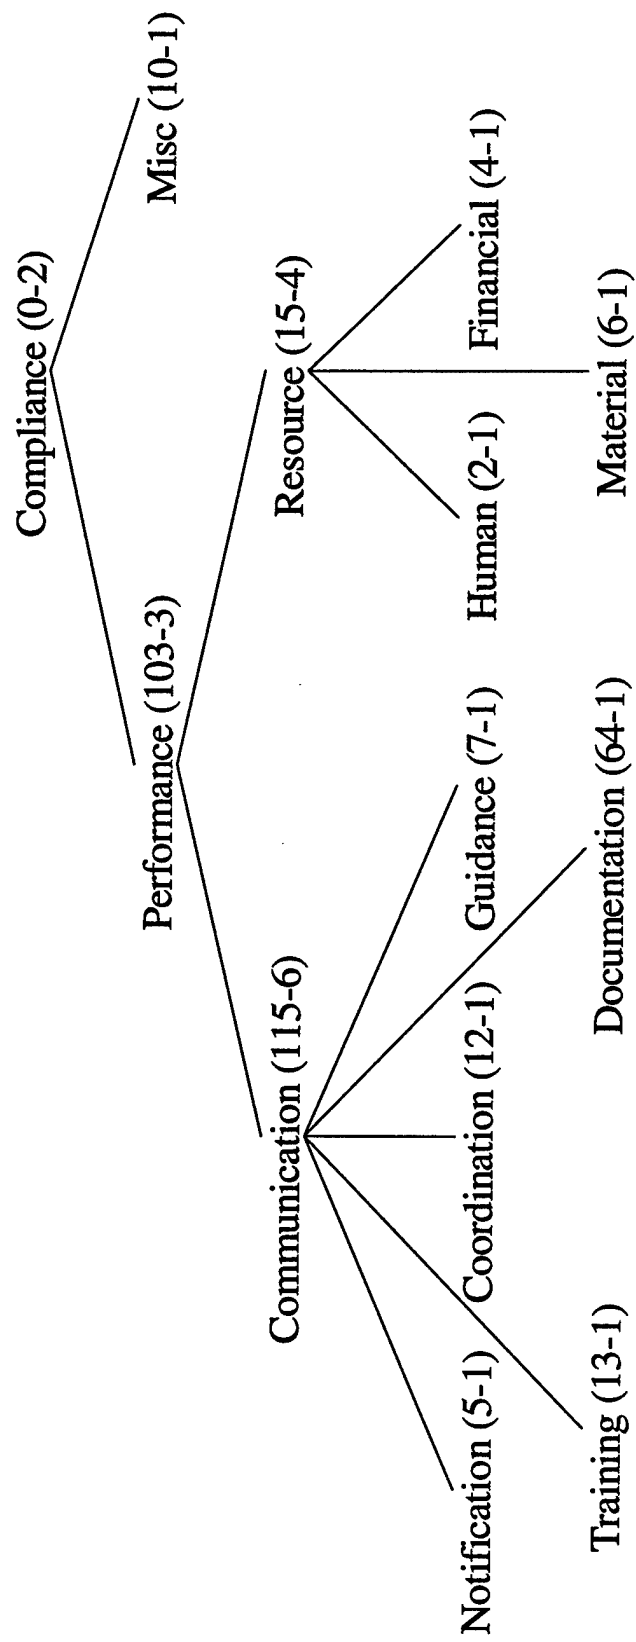 Compliance (0-2)
Performance (103-3)
Misc (10-1)
Communication (115-6)
Resource (15-4)
Notification (5-1)
Coordination (12-1)
Guidance (7-1)
Human (2-1)
Financial (4-1)
Training (13-1)
Documentation (64-1)
Material (6-1)